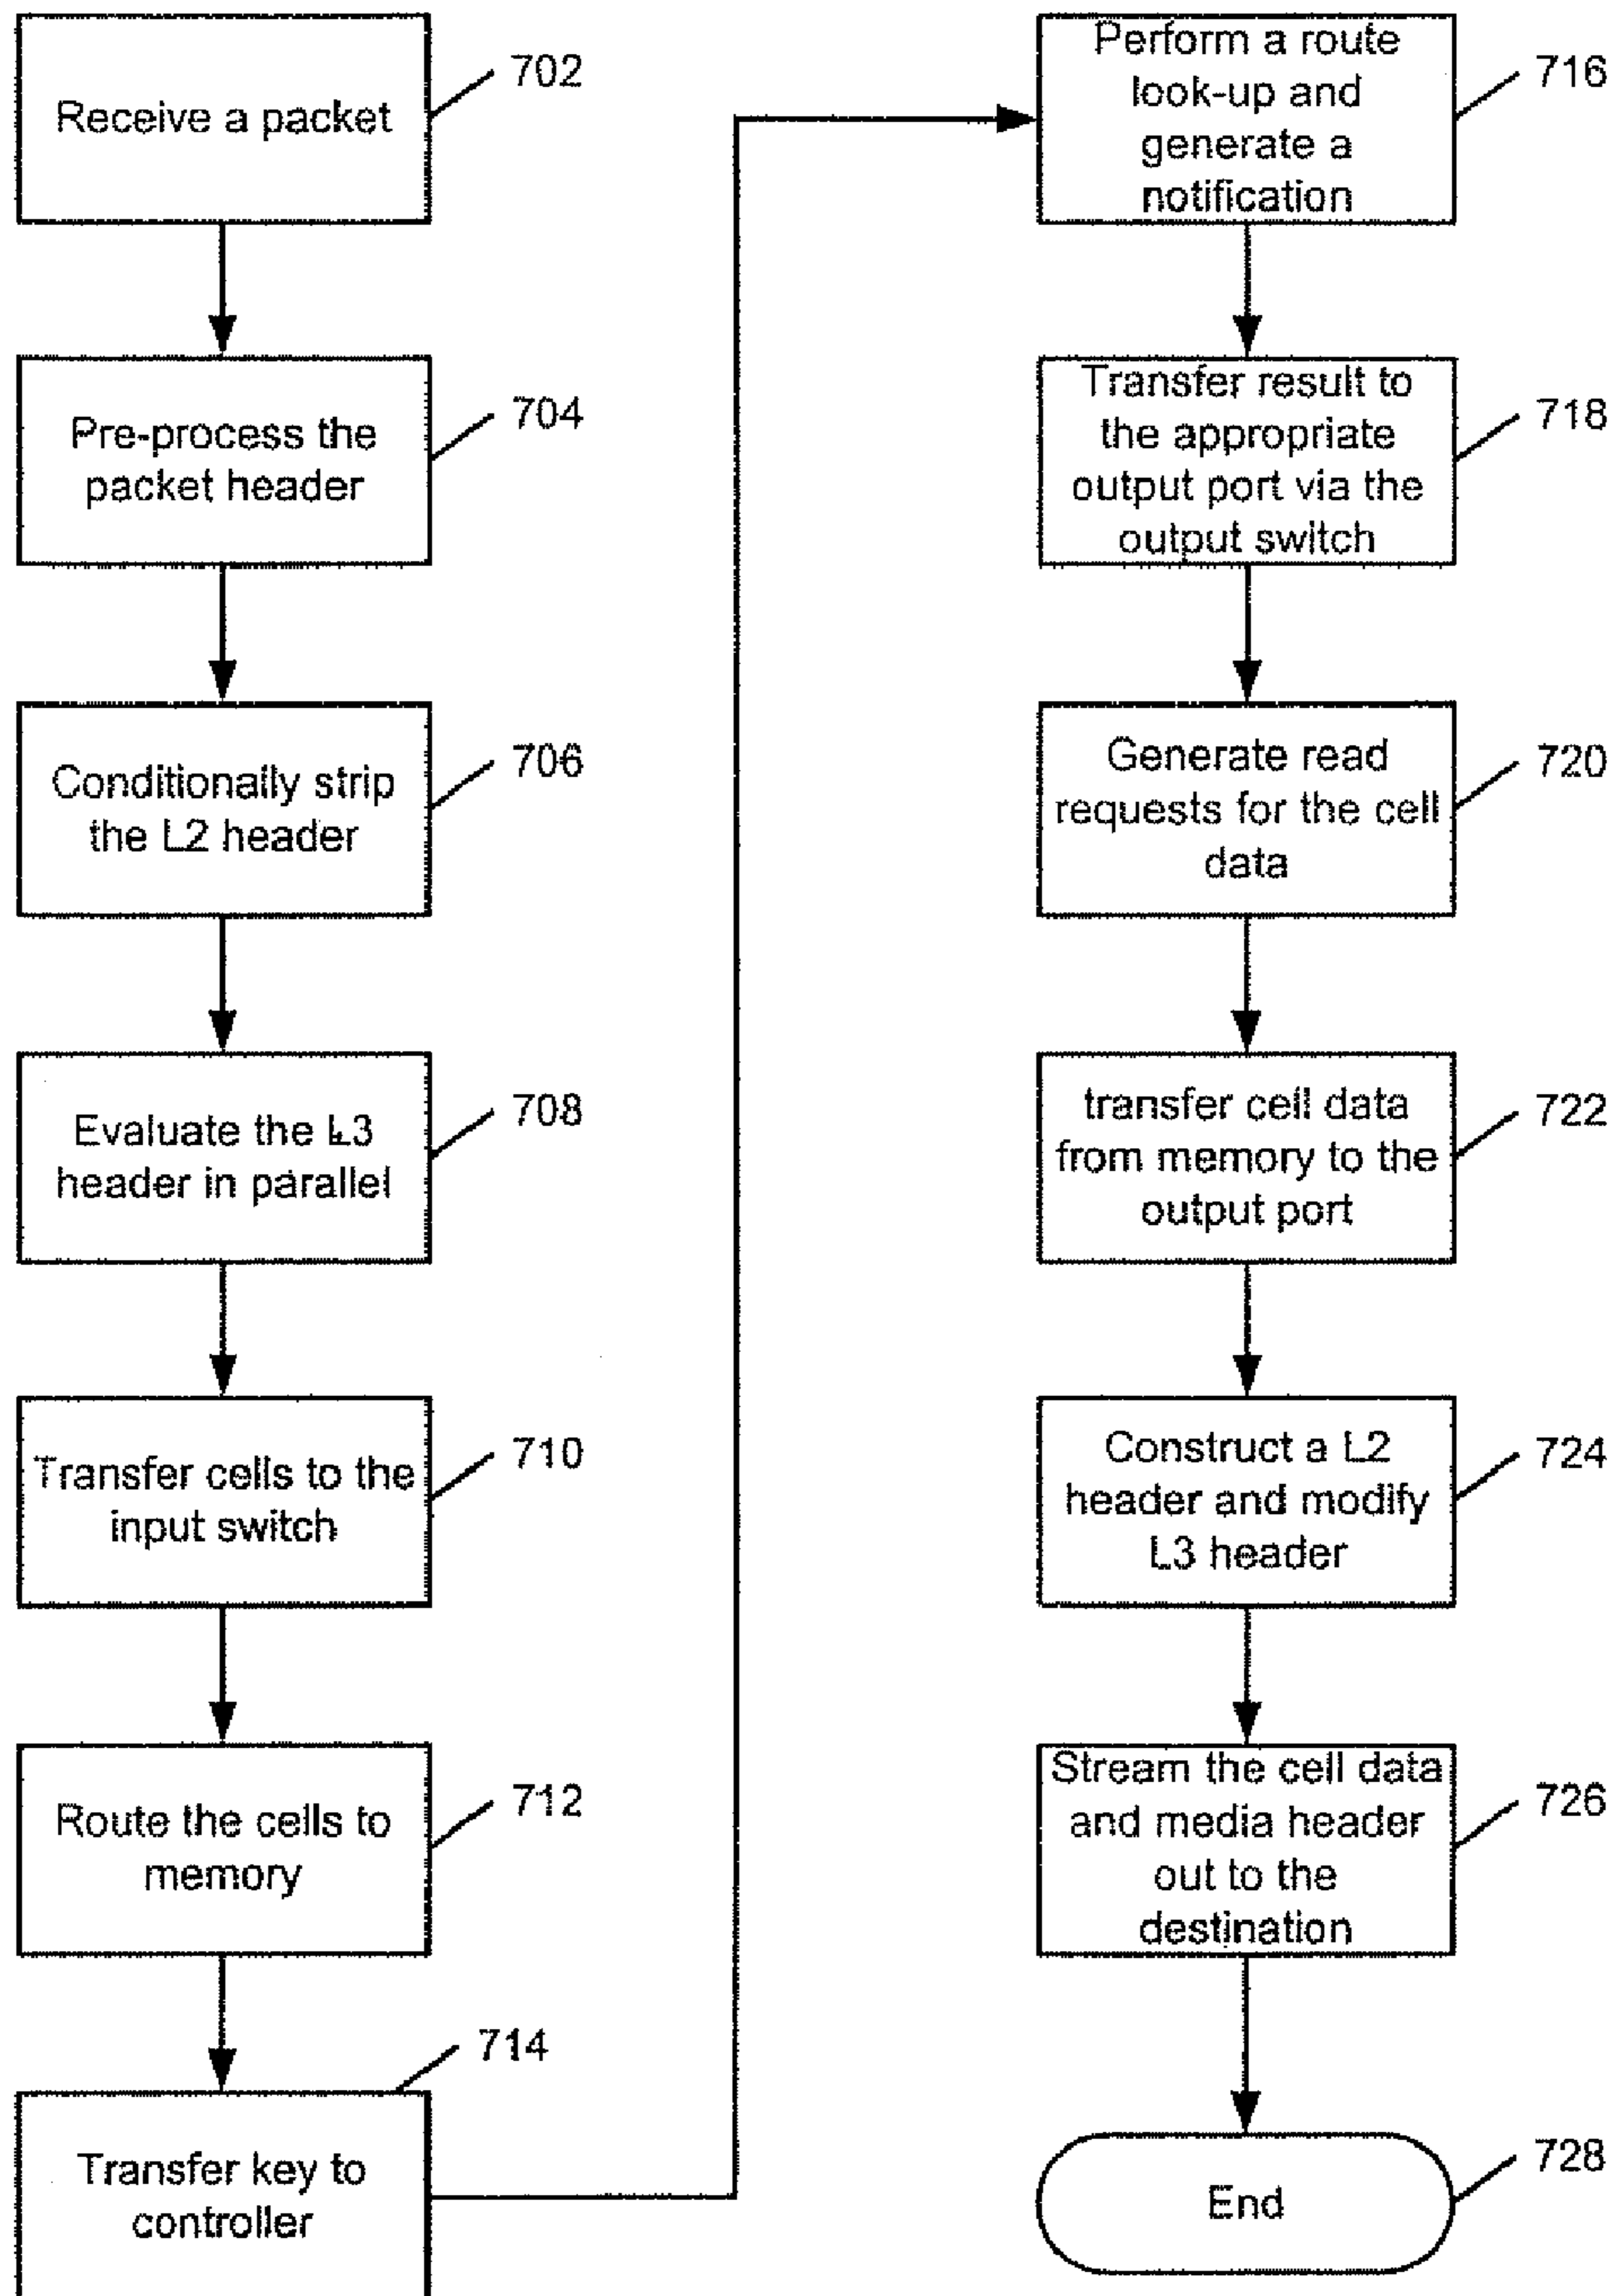 Receive a packet
702
Pre-process the
packet header
704
Conditionally strip
the L2 header
706
Evaluate the L3
header in parallel
708
Transfer cells to the
input switch
710
Route the cells to
memory
712
Transfer key to
controller
714
Perform a route
look-up and
generate a
notification
716
Transfer result to
the appropriate
output port via the
output switch
718
Generate read
requests for the cell
data
720
transfer cell data
from memory to the
output port
722
Construct a L2
header and modify
L3 header
724
Stream the cell data
and media header
out to the
destination
726
End
728